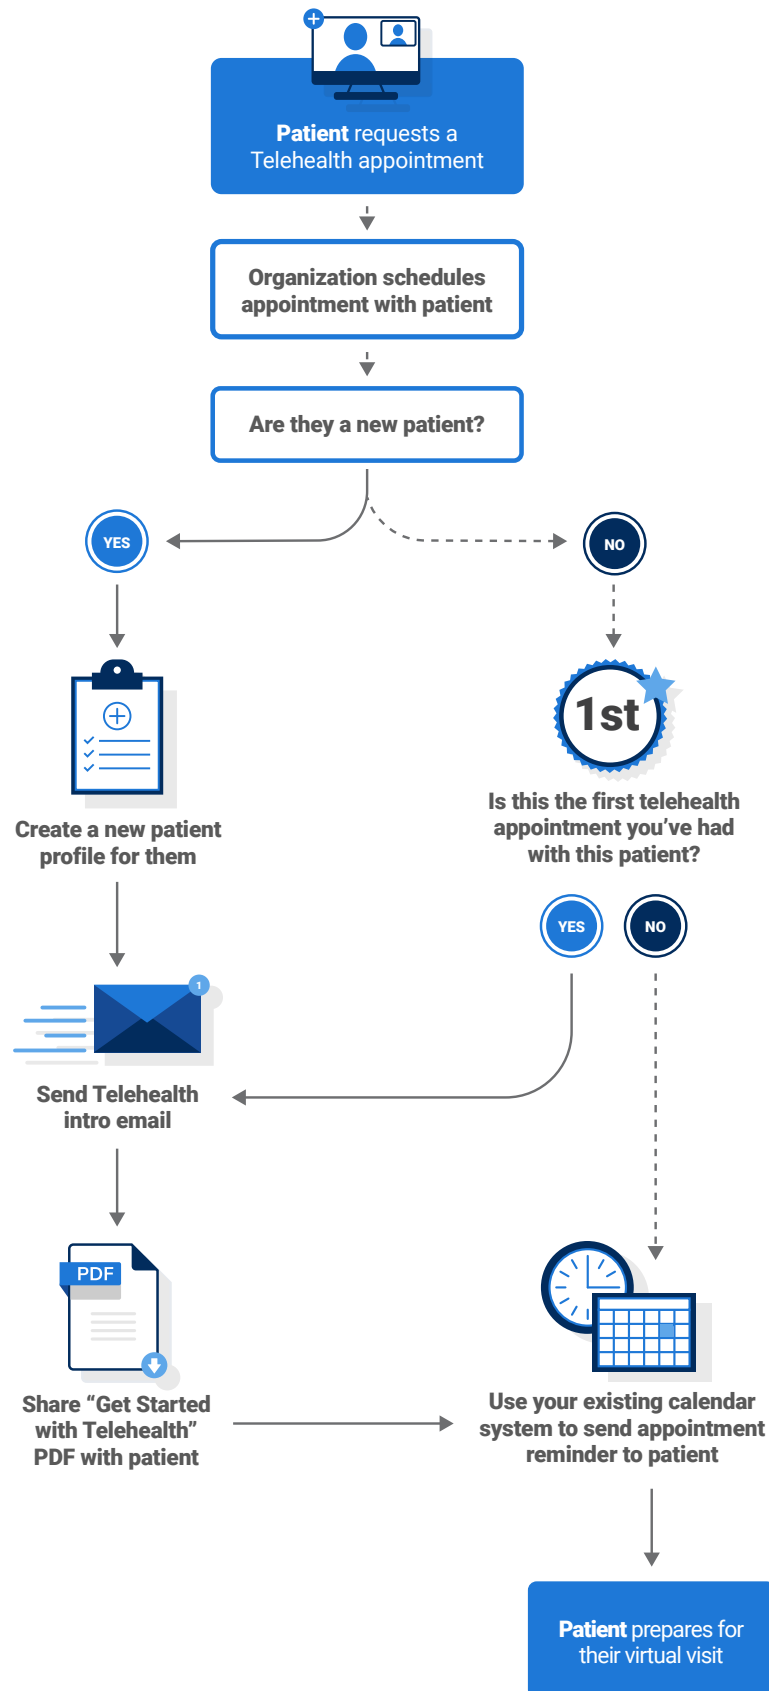 Patient requests a
Telehealth appointment
Organization schedules
appointment with patient
Are they a new patient?
YES
NO
1st
Create a new patient
profile for them
Is this the first telehealth
appointment you’ve had
with this patient?
YES
NO
1
Send Telehealth
intro email
PDF
Share “Get Started
with Telehealth”
PDF with patient
Use your existing calendar
system to send appointment
reminder to patient
Patient prepares for
their virtual visit